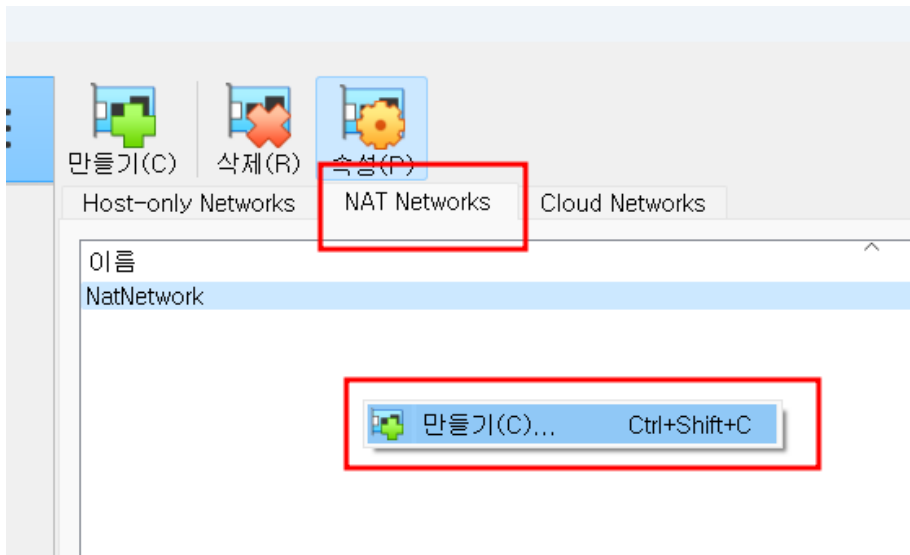 만들기(C) 삭제(R) 속성(P)
Host-only Networks NAT Networks Cloud Networks
이름
NatNetwork
만들기(C)... Ctrl+Shift+C